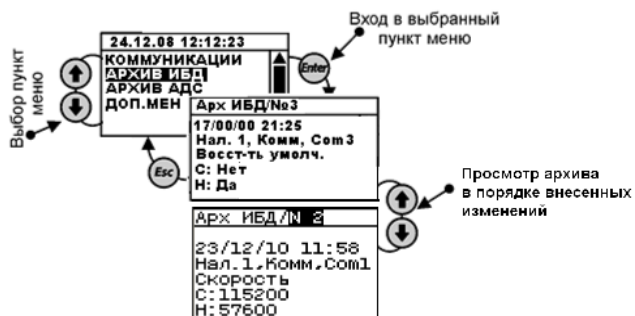 Вход в выбранный
пункт меню
24.12.08 12:12:23
КОММУНИКАЦИИ
АРХИВ ИБД
АРХИВ АДС
ДОП.МЕН
Enter
Выбор пункт
меню
Арх ИБД/№3
17/00/00 21:25
Нал. 1, Комм, Com3
Восст-ть умолч.
С: Нет
Н: Да
Esc
Просмотр архива
в порядке внесенных
изменений
Арх ИБД/N 2
23/12/10 11:58
Нал.1,Комм,Com1
Скорость
С:115200
Н:57600